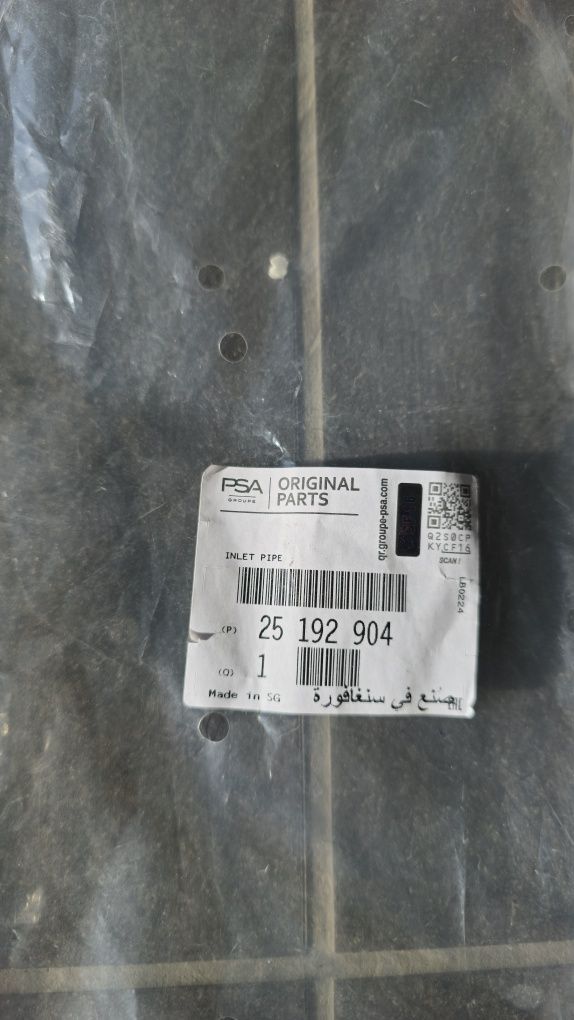 PSA
GROUPE
ORIGINAL
PARTS
qr.groupe-psa.com
Q2S0CP
KYCF16
SCAN!
INLET PIPE
LB0224
(P) 25 192 904
(Q) 1
Made in SG
صنع في سنغافورة
EAC